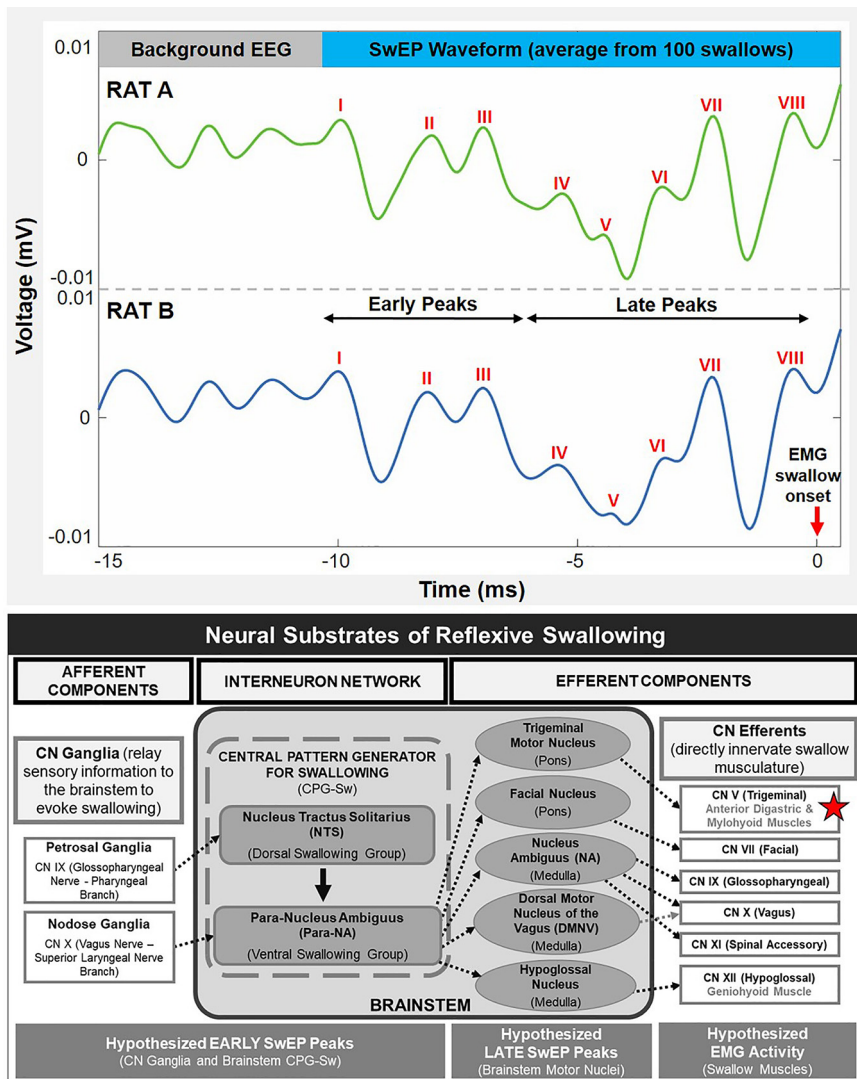 0.01
Background EEG
SwEP Waveform (average from 100 swallows)
RAT A
I
II
III
IV
V
VI
VII
VIII
0
-0.01
Voltage (mV)
0.01
RAT B
Early Peaks
Late Peaks
I
II
III
IV
V
VI
VII
VIII
0
EMG
swallow
onset
-0.01
-15
-10
-5
0
Time (ms)
Neural Substrates of Reflexive Swallowing
AFFERENT
COMPONENTS
INTERNEURON NETWORK
EFFERENT COMPONENTS
CN Ganglia (relay
sensory information to
the brainstem to
evoke swallowing)
Petrosal Ganglia
CN IX (Glossopharyngeal
Nerve - Pharyngeal
Branch)
Nodose Ganglia
CN X (Vagus Nerve –
Superior Laryngeal Nerve
Branch)
CENTRAL PATTERN GENERATOR
FOR SWALLOWING
(CPG-Sw)
Nucleus Tractus Solitarius
(NTS)
(Dorsal Swallowing Group)
Para-Nucleus Ambiguus
(Para-NA)
(Ventral Swallowing Group)
BRAINSTEM
Trigeminal
Motor Nucleus
(Pons)
Facial Nucleus
(Pons)
Nucleus
Ambiguus (NA)
(Medulla)
Dorsal Motor
Nucleus of the
Vagus (DMNV)
(Medulla)
Hypoglossal
Nucleus
(Medulla)
CN Efferents
(directly innervate swallow
musculature)
CN V (Trigeminal)
Anterior Digastric &
Mylohyoid Muscles
CN VII (Facial)
CN IX (Glossopharyngeal)
CN X (Vagus)
CN XI (Spinal Accessory)
CN XII (Hypoglossal)
Geniohyoid Muscle
Hypothesized EARLY SwEP Peaks
(CN Ganglia and Brainstem CPG-Sw)
Hypothesized
LATE SwEP Peaks
(Brainstem Motor Nuclei)
Hypothesized
EMG Activity
(Swallow Muscles)